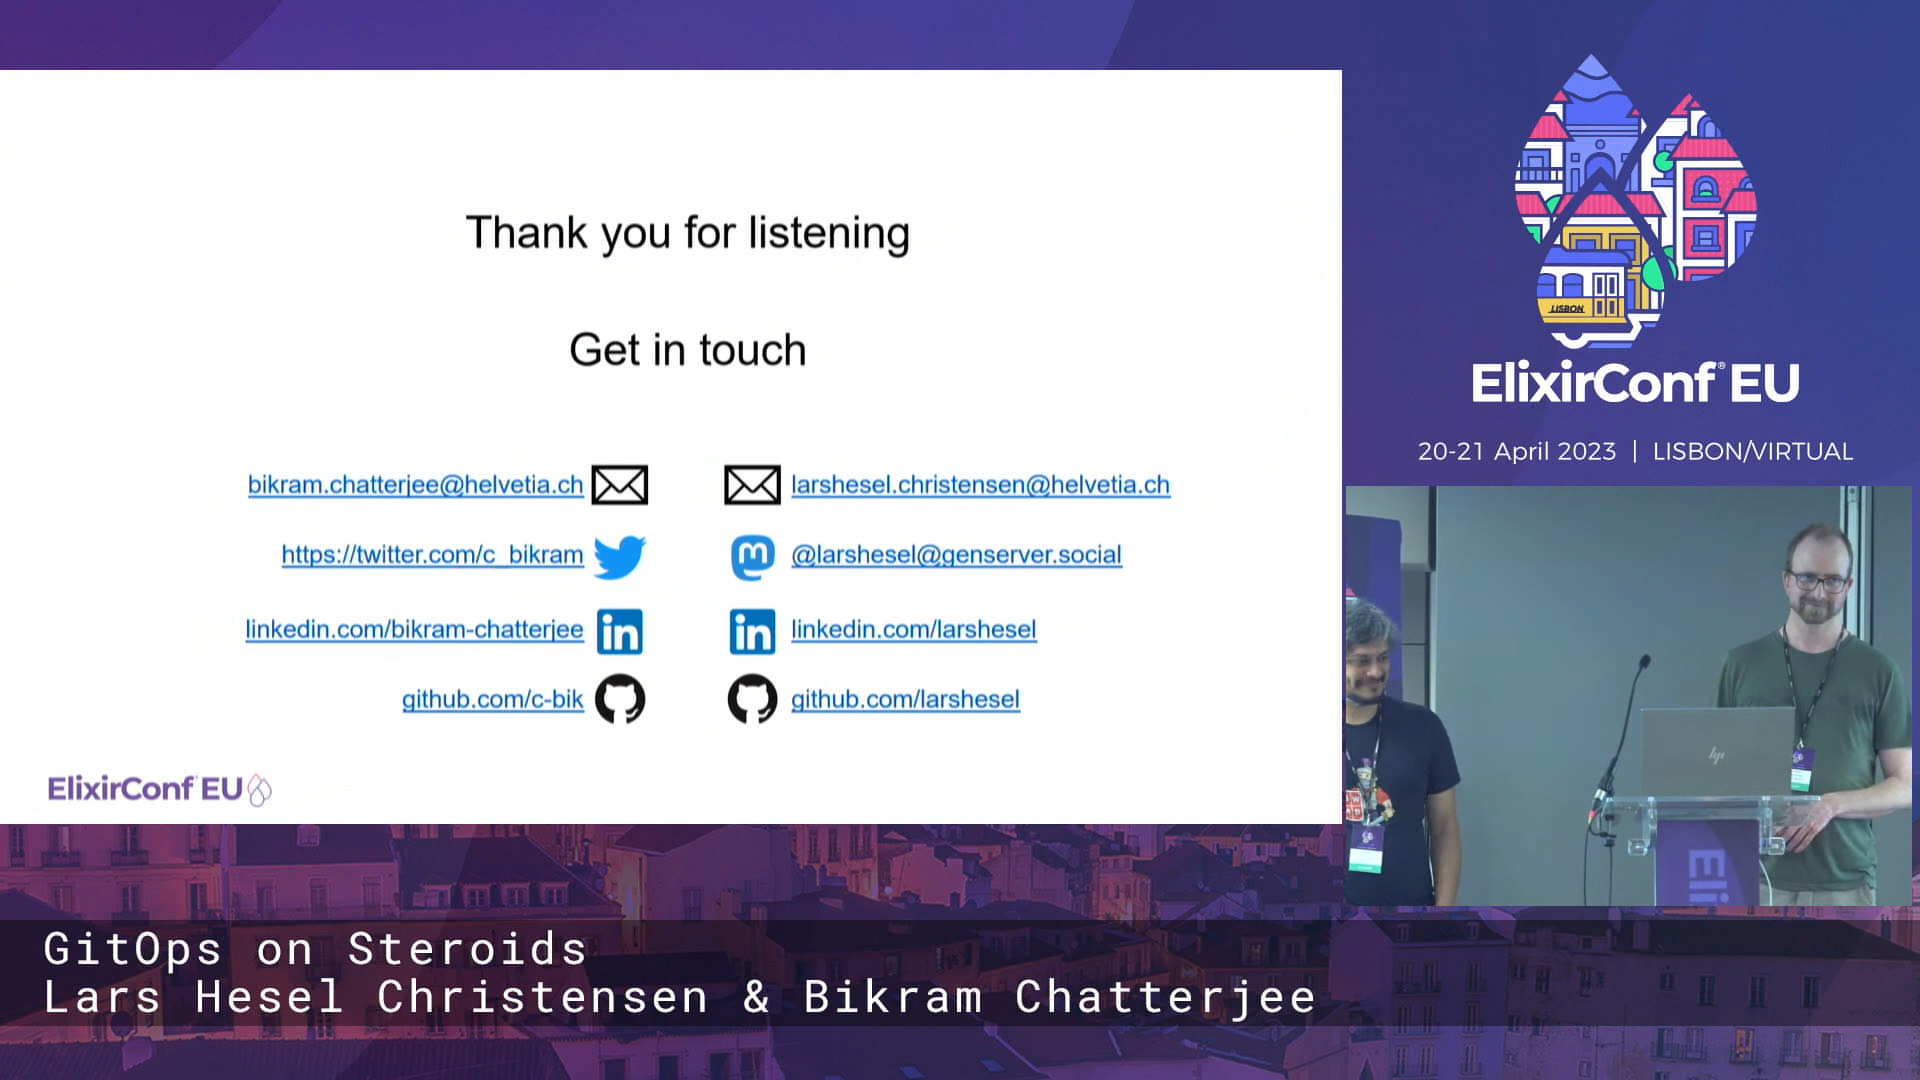 Thank you for listening
Get in touch
bikram.chatterjee@helvetia.ch
larshesel.christensen@helvetia.ch
https://twitter.com/c_bikram
@larshesel@genserver.social
linkedin.com/bikram-chatterjee
linkedin.com/larshesel
github.com/c-bik
github.com/larshesel
ElixirConf EU
LISBON
ElixirConf® EU
20-21 April 2023 | LISBON/VIRTUAL
hp
Eli
GitOps on Steroids
Lars Hesel Christensen & Bikram Chatterjee